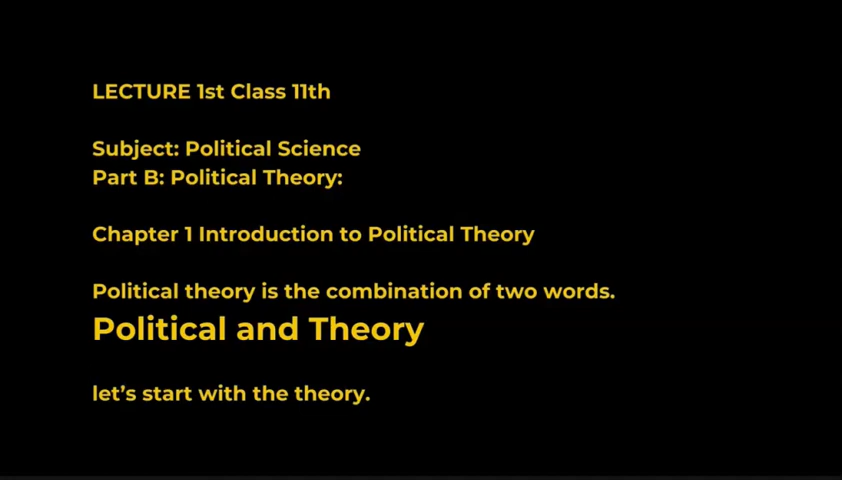 LECTURE 1st Class 11th
Subject: Political Science
Part B: Political Theory:
Chapter 1 Introduction to Political Theory
Political theory is the combination of two words.
Political and Theory
let’s start with the theory.